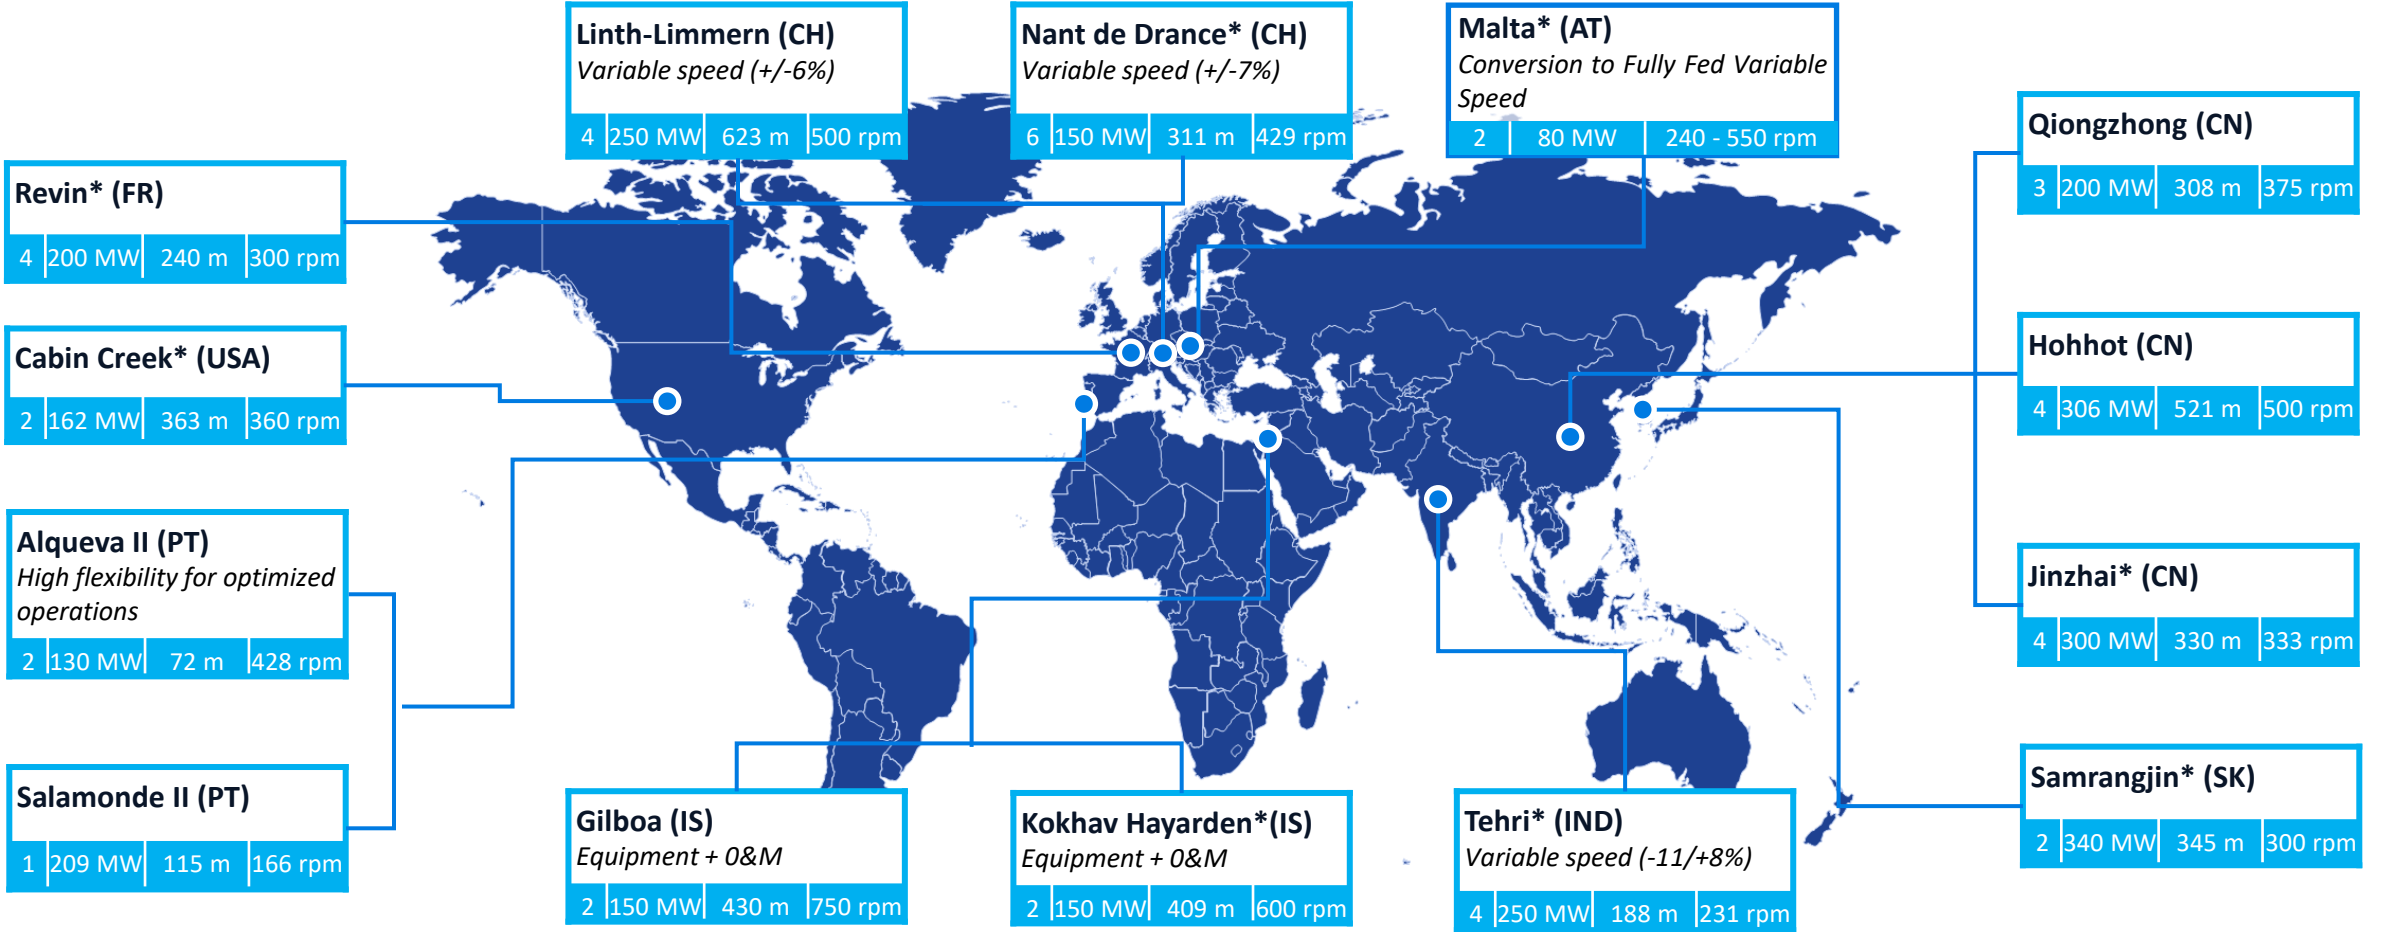 Linth-Limmern (CH)
Variable speed (+/-6%)
4 250 MW 623 m 500 rpm
Nant de Drance* (CH)
Variable speed (+/-7%)
6 150 MW 311 m 429 rpm
Malta* (AT)
Conversion to Fully Fed Variable
Speed
2 80 MW 240 - 550 rpm
Qiongzhong (CN)
3 200 MW 308 m 375 rpm
Revin* (FR)
4 200 MW 240 m 300 rpm
Cabin Creek* (USA)
2 162 MW 363 m 360 rpm
Hohhot (CN)
4 306 MW 521 m 500 rpm
Alqueva II (PT)
High flexibility for optimized
operations
2 130 MW 72 m 428 rpm
Jinzhai* (CN)
4 300 MW 330 m 333 rpm
Salamonde II (PT)
1 209 MW 115 m 166 rpm
Gilboa (IS)
Equipment + 0&M
2 150 MW 430 m 750 rpm
Kokhav Hayarden*(IS)
Equipment + 0&M
2 150 MW 409 m 600 rpm
Tehri* (IND)
Variable speed (-11/+8%)
4 250 MW 188 m 231 rpm
Samrangjin* (SK)
2 340 MW 345 m 300 rpm